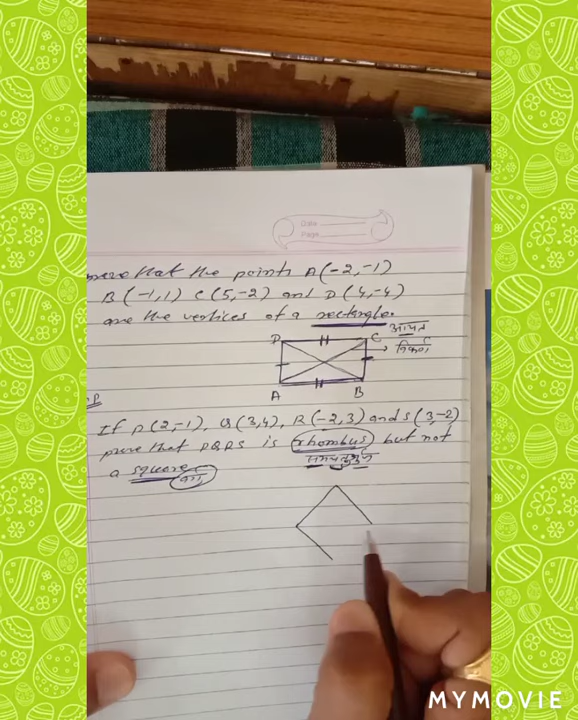 Date
Page
prove that the points A(-2,-1)
B(-1,1) C(5,-2) and D(4,-4)
are the vertices of a rectangle.
आयत
विकर्ण
D C
A B
If P(2,-1), Q(3,4), R(-2,3) and S(3,-2)
prove that PQRS is (rhombus) but not
समचतुर्भुज
a square
वर्ग
MYMOVIE